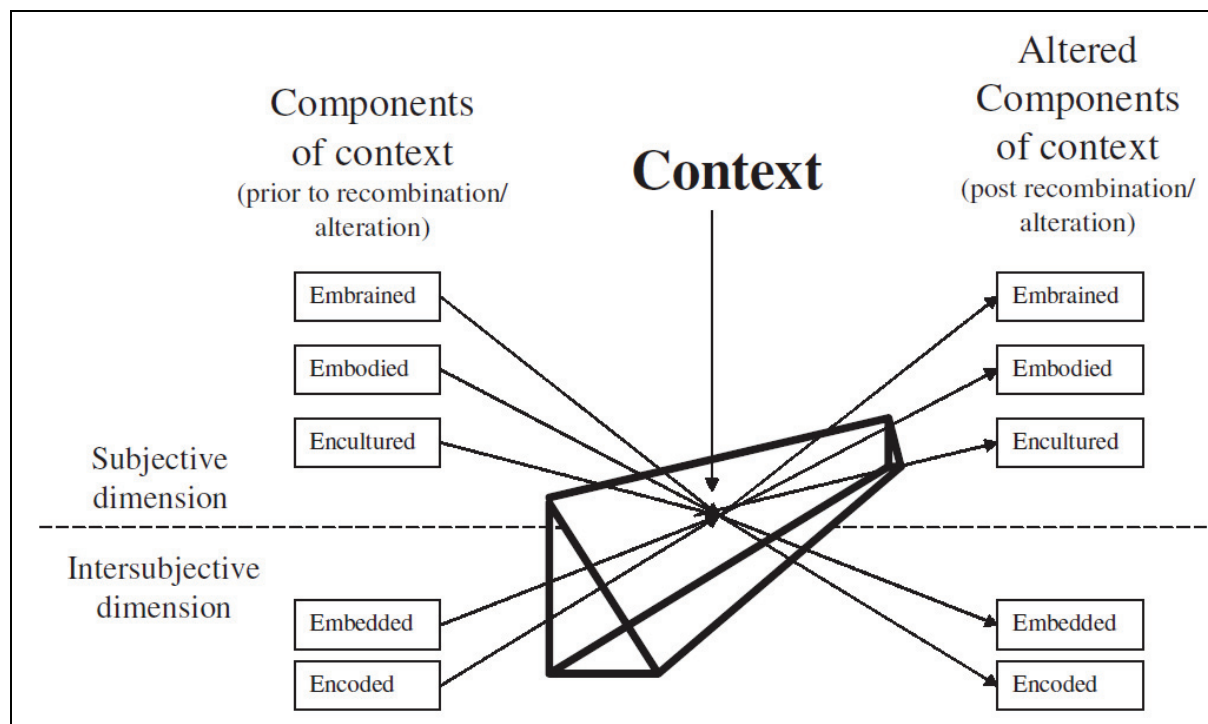 Components
of context
(prior to recombination/
alteration)
Context
Altered
Components
of context
(post recombination/
alteration)
Embrained
Embodied
Encultured
Subjective
dimension
Intersubjective
dimension
Embedded
Encoded
Embrained
Embodied
Encultured
Embedded
Encoded